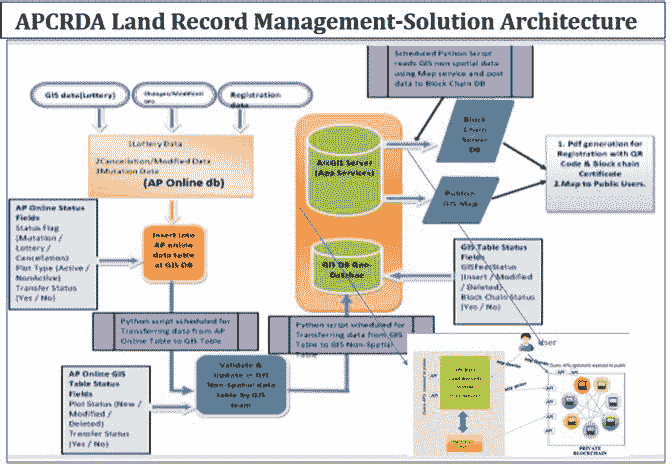 APCRDA Land Record Management-Solution Architecture
Scheduled Python Script
reads GIS non spatial data
using Map service and post
data to Block Chain DB
GIS data(Lottery)
Registration
data
1Lottery Data
2Cancelation/Modified Data
3Mutation Data
(AP Online db)
ArcGIS Server
(App Services)
Block
Chain
Server
DB
1. Pdf generation for
Registration with QR
Code & Block chain
Certificate
2.Map to Public Users.
Publish
GIS Map
AP Online Status
Fields
Status Flag
(Mutation /
Lottery /
Cancelation)
Plot Type (Active /
NonActive)
Transfer Status
(Yes / No)
Insert into
AP online
data table
at GIS DB
GIS DB Geo-
Database
GIS Table Status
Fields
(Insert / Modified
/ Deleted)
Block Chain Status
(Yes / No)
Python script scheduled for
Transferring data from AP
Online Table to GIS Table
Python script scheduled for
Transferring data from GIS
Table to GIS Non-Spatial
Table
User
AP Online GIS
Table Status
Fields
Plot Status (New /
Modified /
Deleted)
Transfer Status
(Yes / No)
Validate &
Update in GIS
Non-Spatial data
table by GIS
team
API
API
API
PRIVATE
BLOCKCHAIN